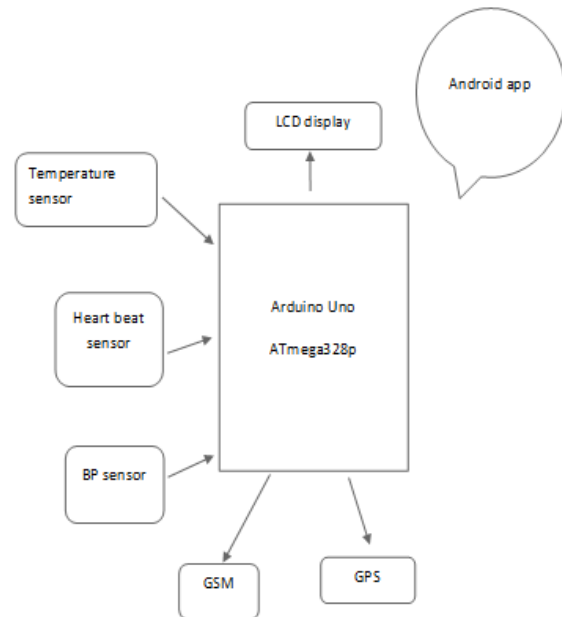 Android app
LCD display
Temperature
sensor
Arduino Uno
ATmega328p
Heart beat
sensor
BP sensor
GSM
GPS